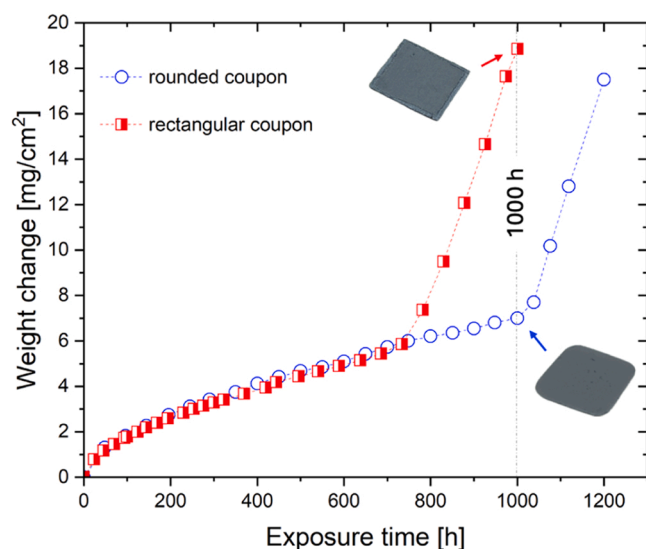 20
18
16
14
12
10
8
6
4
2
0
Weight change [mg/cm²]
rounded coupon
rectangular coupon
1000 h
0 200 400 600 800 1000 1200
Exposure time [h]